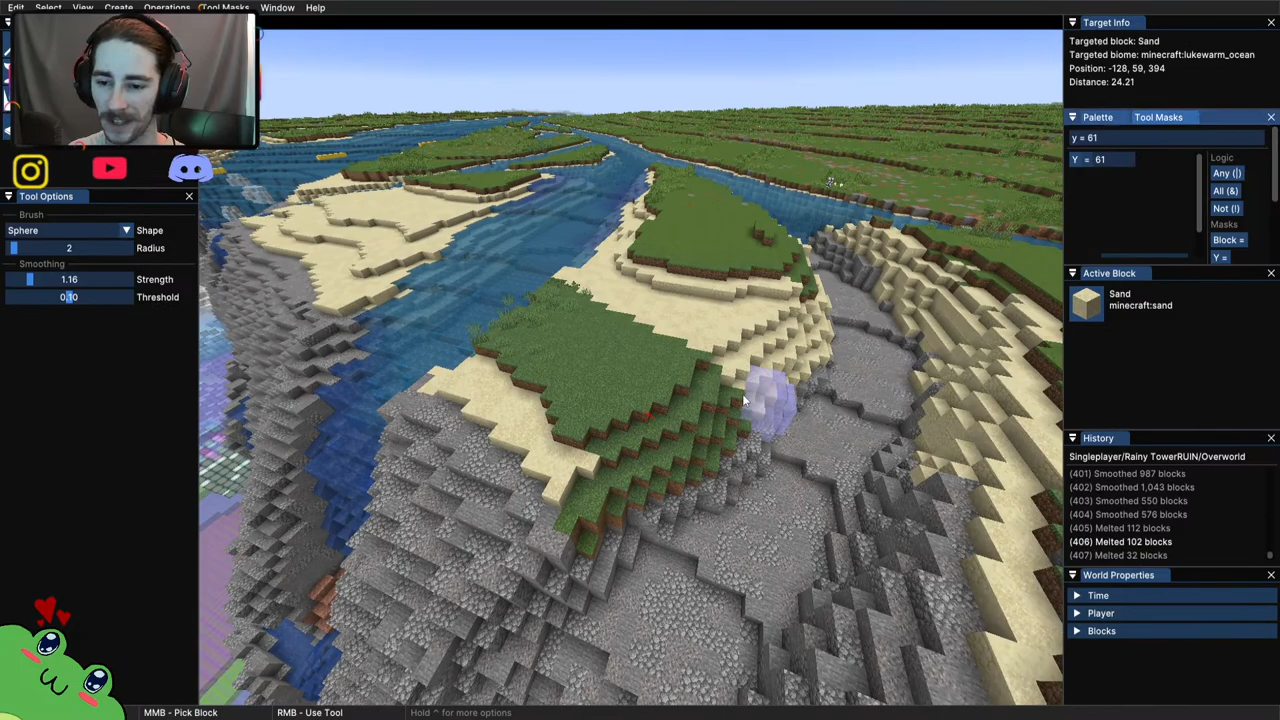 Edit Select View Create Operations Tool Masks Window Help
Target Info
Targeted block: Sand
Targeted biome: minecraft:lukewarm_ocean
Position: -128, 59, 394
Distance: 24.21
Palette Tool Masks
y = 61
Y = 61
Logic
Any (|)
All (&)
Not (!)
Masks
Block =
Y =
Tool Options
Brush
Sphere Shape
2 Radius
Smoothing
1.16 Strength
0.10 Threshold
Active Block
Sand
minecraft:sand
History
Singleplayer/Rainy TowerRUIN/Overworld
(401) Smoothed 987 blocks
(402) Smoothed 1,043 blocks
(403) Smoothed 550 blocks
(404) Smoothed 576 blocks
(405) Melted 112 blocks
(406) Melted 102 blocks
(407) Melted 32 blocks
World Properties
Time
Player
Blocks
MMB - Pick Block RMB - Use Tool Hold ^ for more options